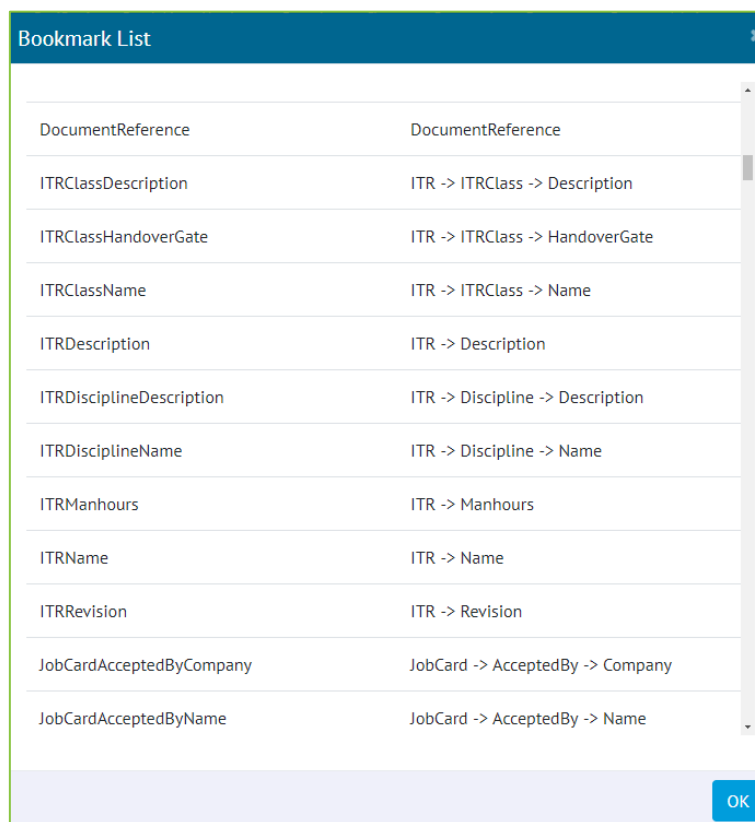 Bookmark List
DocumentReference DocumentReference
ITRClassDescription ITR -> ITRClass -> Description
ITRClassHandoverGate ITR -> ITRClass -> HandoverGate
ITRClassName ITR -> ITRClass -> Name
ITRDescription ITR -> Description
ITRDisciplineDescription ITR -> Discipline -> Description
ITRDisciplineName ITR -> Discipline -> Name
ITRManhours ITR -> Manhours
ITRName ITR -> Name
ITRRevision ITR -> Revision
JobCardAcceptedByCompany JobCard -> AcceptedBy -> Company
JobCardAcceptedByName JobCard -> AcceptedBy -> Name
OK